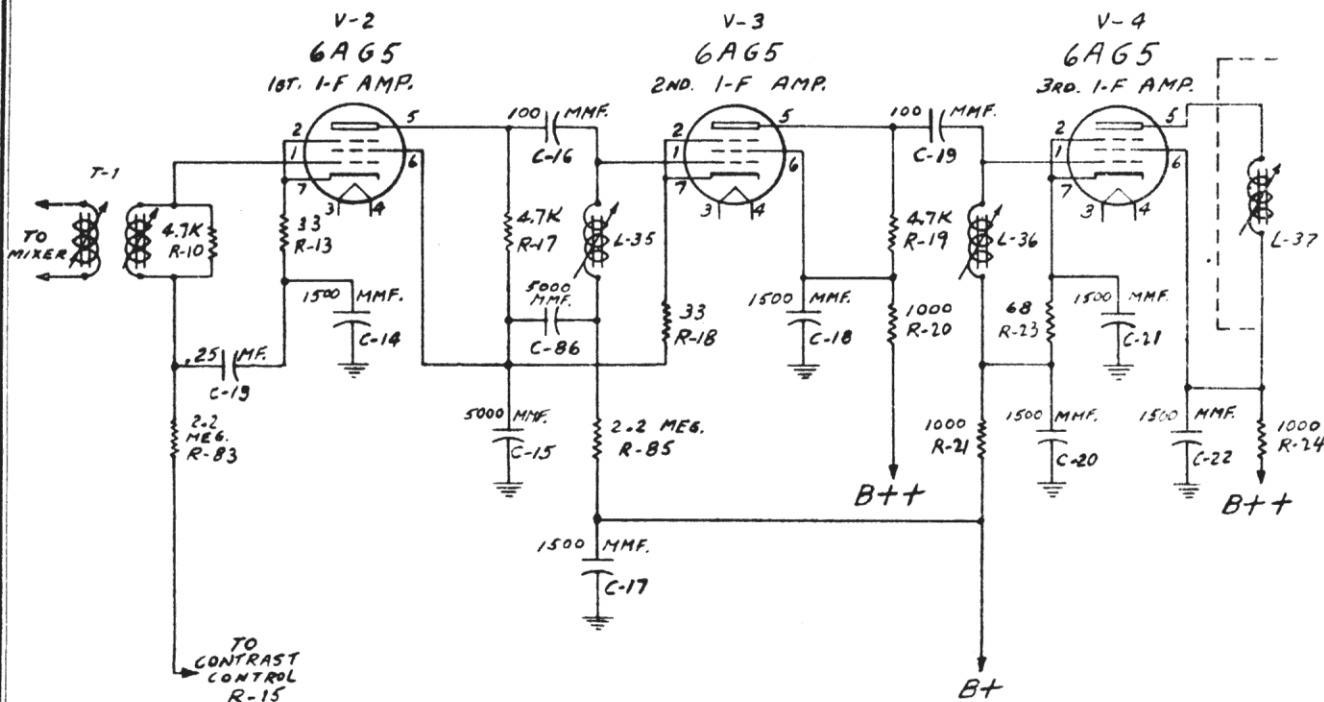 V-2
6AG5
1ST. I-F AMP.
V-3
6AG5
2ND. I-F AMP.
V-4
6AG5
3RD. I-F AMP.
2
1
7
5
6
3
4
100 MMF.
C-16
2
1
7
5
6
3
4
100 MMF.
C-19
2
1
7
5
6
3
4
T-1
TO
MIXER
4.7K
R-10
33
R-13
4.7K
R-17
L-35
4.7K
R-19
L-36
L-37
1500 MMF.
C-14
5000
MMF.
C-86
33
R-18
1500 MMF.
C-18
1000
R-20
68
R-23
1500 MMF.
C-21
.25 MF.
C-13
2.2
MEG.
R-83
5000 MMF.
C-15
2.2 MEG.
R-85
1000
R-21
1500 MMF.
C-20
1500 MMF.
C-22
1000
R-24
B++
B++
1500 MMF.
C-17
TO
CONTRAST
CONTROL
R-15
B+